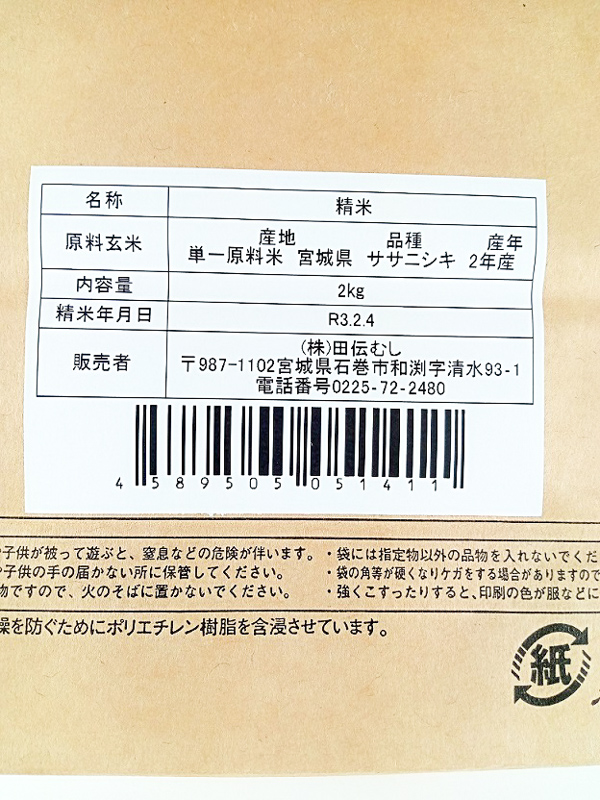 名称 精米
原料玄米 産地 品種 産年
単一原料米 宮城県 ササニシキ 2年産
内容量 2kg
精米年月日 R3.2.4
販売者 (株)田伝むし
〒987-1102宮城県石巻市和渕字清水93-1
電話番号0225-72-2480
4589505051411
子供が被って遊ぶと、窒息などの危険が伴います。 ・袋には指定物以外の品物を入れないでくだ
子供の手の届かない所に保管してください。 ・袋の角等が硬くなりケガをする場合がありますので
物ですので、火のそばに置かないでください。 ・強くこすったりすると、印刷の色が服などに
燥を防ぐためにポリエチレン樹脂を含浸させています。
紙